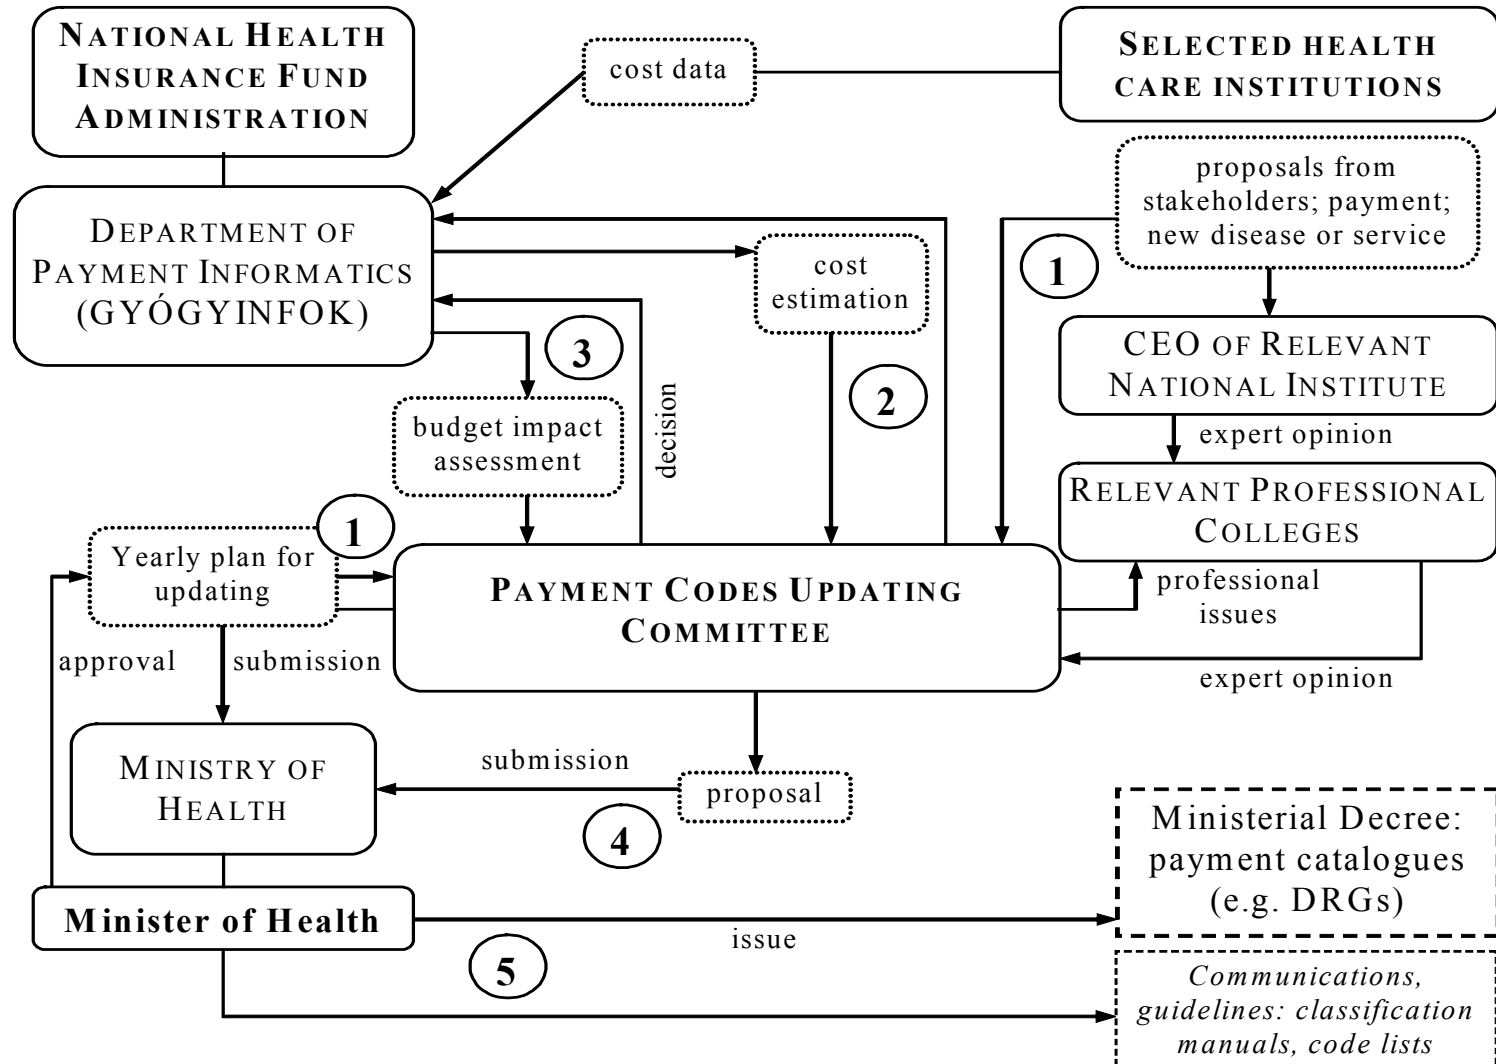 NATIONAL HEALTH
INSURANCE FUND
ADMINISTRATION
cost data
SELECTED HEALTH
CARE INSTITUTIONS
proposals from
stakeholders; payment;
new disease or service
DEPARTMENT OF
PAYMENT INFORMATICS
(GYÓGYINFOK)
cost
estimation
1
3
2
CEO OF RELEVANT
NATIONAL INSTITUTE
budget impact
assessment
decision
expert opinion
RELEVANT PROFESSIONAL
COLLEGES
1
Yearly plan for
updating
PAYMENT CODES UPDATING
COMMITTEE
professional
issues
approval
submission
expert opinion
MINISTRY OF
HEALTH
submission
proposal
4
Ministerial Decree:
payment catalogues
(e.g. DRGs)
Minister of Health
issue
5
Communications,
guidelines: classification
manuals, code lists